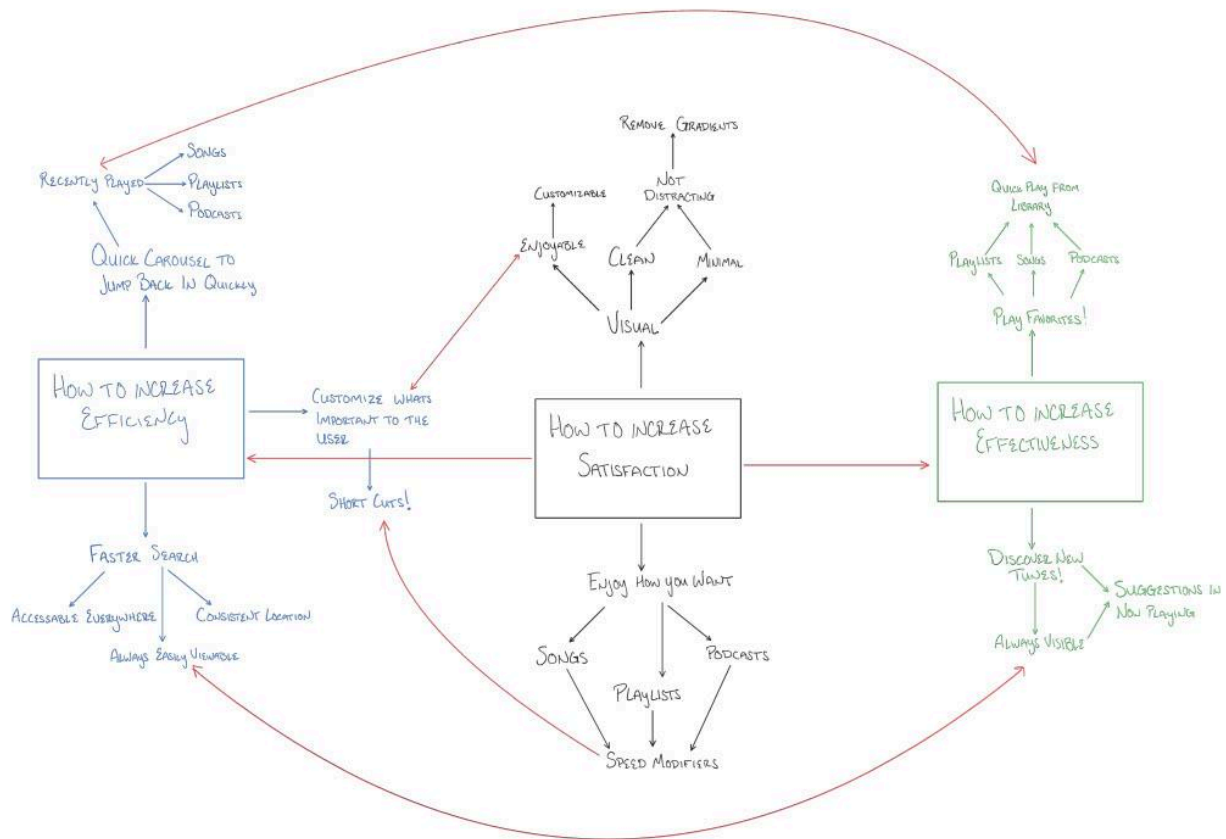 REMOVE GRADIENTS
SONGS
RECENTLY PLAYED
PLAYLISTS
PODCASTS
CUSTOMIZABLE
NOT
DISTRACTING
QUICK PLAY FROM
LIBRARY
QUICK CAROUSEL TO
JUMP BACK IN QUICKLY
ENJOYABLE
CLEAN
MINIMAL
PLAYLISTS
SONGS
PODCASTS
VISUAL
PLAY FAVORITES!
HOW TO INCREASE
EFFICIENCY
CUSTOMIZE WHATS
IMPORTANT TO THE
USER
HOW TO INCREASE
SATISFACTION
HOW TO INCREASE
EFFECTIVENESS
SHORT CUTS!
FASTER SEARCH
ACCESSABLE EVERYWHERE
CONSISTENT LOCATION
ALWAYS EASILY VIEWABLE
ENJOY HOW YOU WANT
SONGS
PODCASTS
PLAYLISTS
SPEED MODIFIERS
DISCOVER NEW
TUNES!
SUGGESTIONS IN
NOW PLAYING
ALWAYS VISIBLE